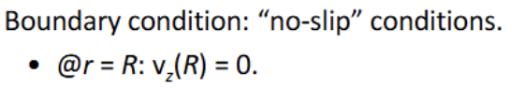 Boundary condition: “no-slip” conditions.
• @r = R: v_z(R) = 0.